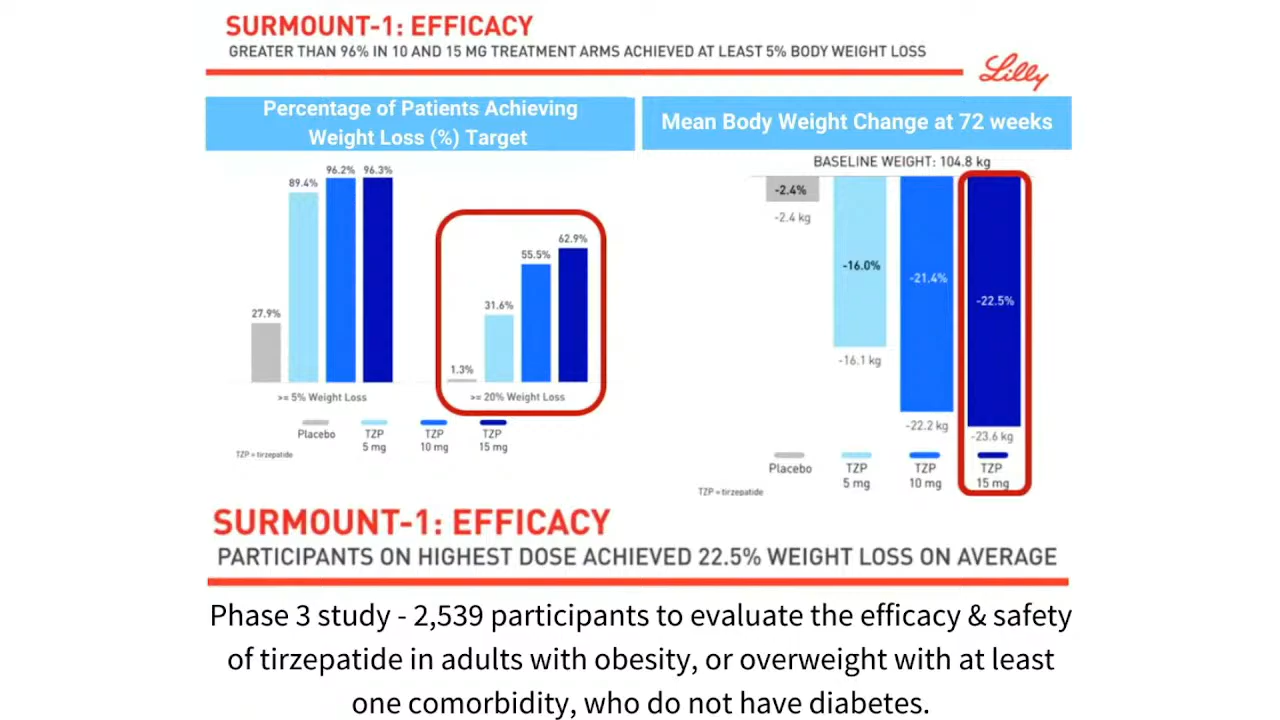 SURMOUNT-1: EFFICACY
GREATER THAN 96% IN 10 AND 15 MG TREATMENT ARMS ACHIEVED AT LEAST 5% BODY WEIGHT LOSS
Lilly
Percentage of Patients Achieving
Weight Loss (%) Target
27.9%
89.4%
96.2%
96.3%
>= 5% Weight Loss
1.3%
31.6%
55.5%
62.9%
>= 20% Weight Loss
Placebo
TZP
5 mg
TZP
10 mg
TZP
15 mg
TZP = tirzepatide
Mean Body Weight Change at 72 weeks
BASELINE WEIGHT: 104.8 kg
-2.4%
-2.4 kg
-16.0%
-16.1 kg
-21.4%
-22.2 kg
-22.5%
-23.6 kg
Placebo
TZP
5 mg
TZP
10 mg
TZP
15 mg
TZP = tirzepatide
SURMOUNT-1: EFFICACY
PARTICIPANTS ON HIGHEST DOSE ACHIEVED 22.5% WEIGHT LOSS ON AVERAGE
Phase 3 study - 2,539 participants to evaluate the efficacy & safety
of tirzepatide in adults with obesity, or overweight with at least
one comorbidity, who do not have diabetes.